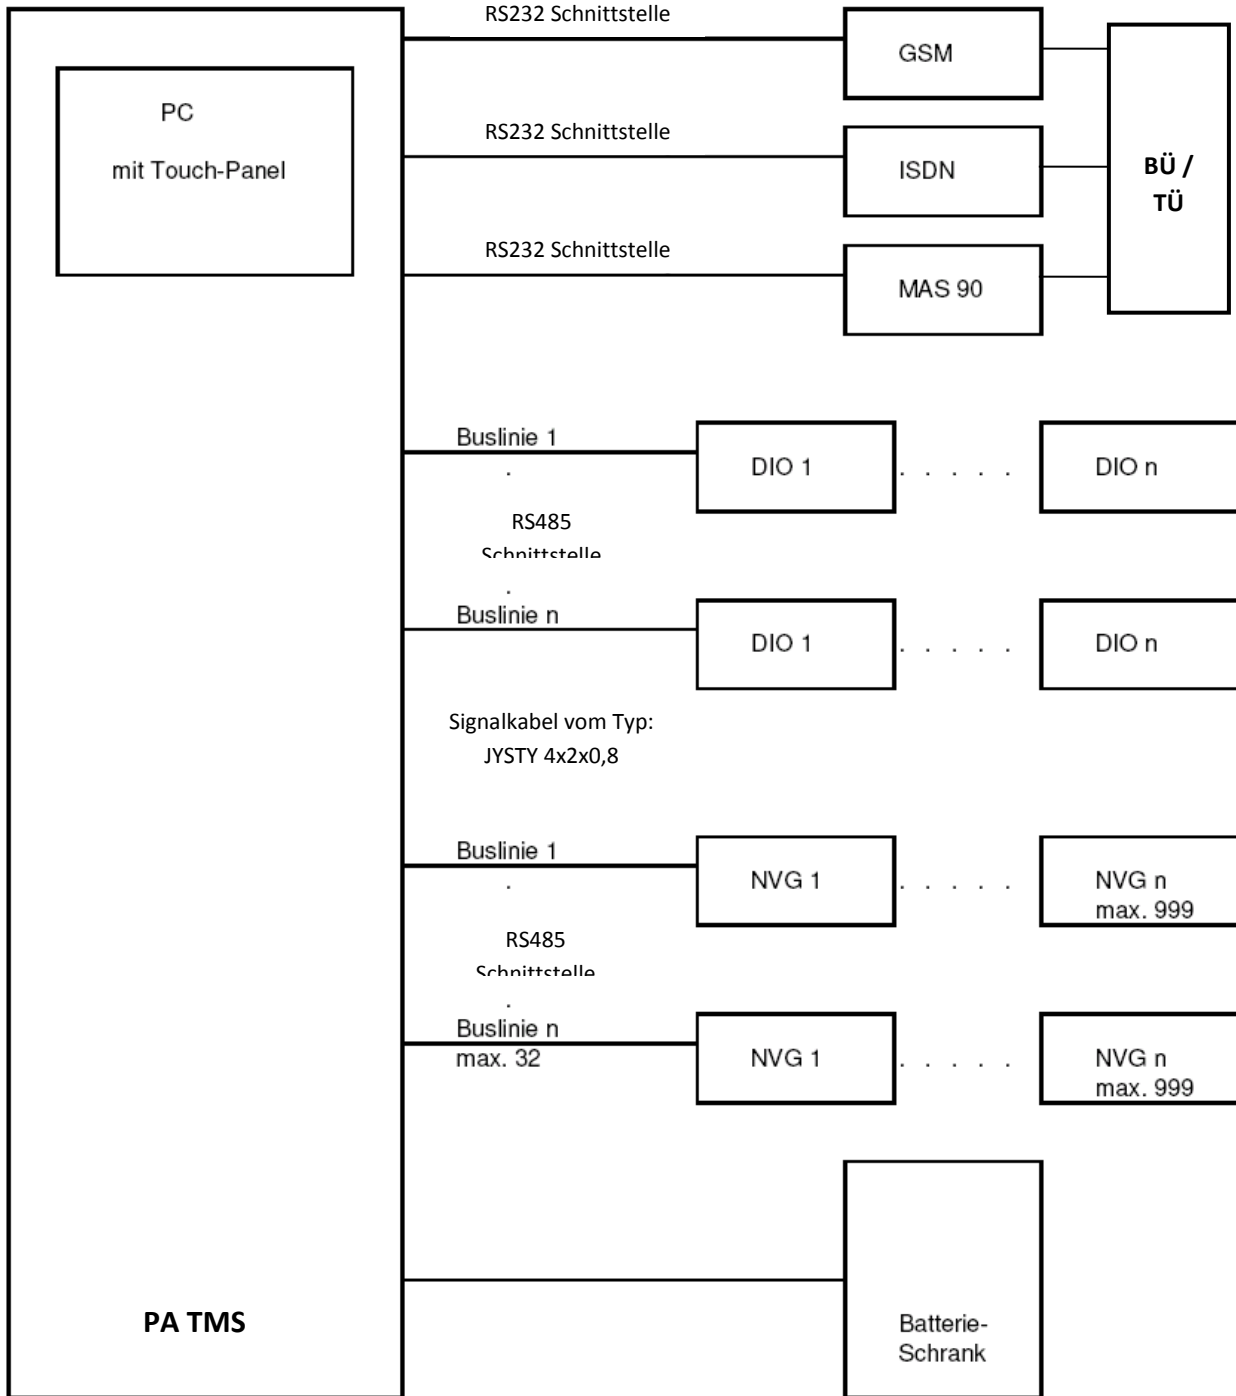 RS232 Schnittstelle
GSM
PC
mit Touch-Panel
RS232 Schnittstelle
ISDN
BÜ /
TÜ
RS232 Schnittstelle
MAS 90
Buslinie 1
DIO 1
DIO n
RS485
Schnittstelle
Buslinie n
DIO 1
DIO n
Signalkabel vom Typ:
JYSTY 4x2x0,8
Buslinie 1
NVG 1
NVG n
max. 999
RS485
Schnittstelle
Buslinie n
max. 32
NVG 1
NVG n
max. 999
PA TMS
Batterie-
Schrank